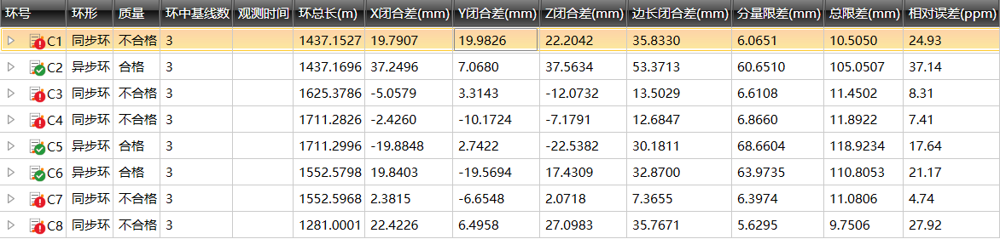 环号 环形 质量 环中基线数 观测时间 环总长(m) X闭合差(mm) Y闭合差(mm) Z闭合差(mm) 边长闭合差(mm) 分量限差(mm) 总限差(mm) 相对误差(ppm)
C1 同步环 不合格 3 1437.1527 19.7907 19.9826 22.2042 35.8330 6.0651 10.5050 24.93
C2 异步环 合格 3 1437.1696 37.2496 7.0680 37.5634 53.3713 60.6510 105.0507 37.14
C3 同步环 不合格 3 1625.3786 -5.0579 3.3143 -12.0732 13.5029 6.6108 11.4502 8.31
C4 同步环 不合格 3 1711.2826 -2.4260 -10.1724 -7.1791 12.6847 6.8660 11.8922 7.41
C5 异步环 合格 3 1711.2996 -19.8848 2.7422 -22.5382 30.1811 68.6604 118.9234 17.64
C6 异步环 合格 3 1552.5798 19.8403 -19.5694 17.4309 32.8700 63.9735 110.8053 21.17
C7 同步环 不合格 3 1552.5968 2.3815 -6.6548 2.0718 7.3655 6.3974 11.0806 4.74
C8 同步环 不合格 3 1281.0001 22.4226 6.4958 27.0983 35.7671 5.6295 9.7506 27.92